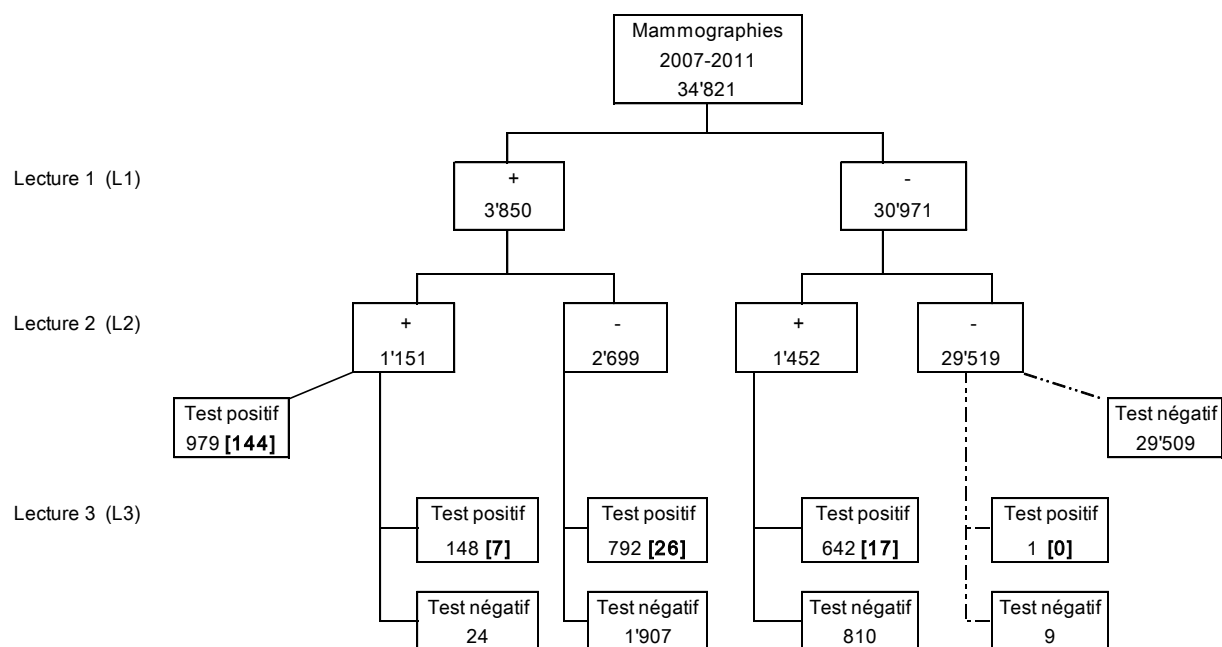 Mammographies
2007-2011
34'821
Lecture 1 (L1)
+
3'850
-
30'971
Lecture 2 (L2)
+
1'151
-
2'699
+
1'452
-
29'519
Test positif
979 [144]
Test négatif
29'509
Lecture 3 (L3)
Test positif
148 [7]
Test positif
792 [26]
Test positif
642 [17]
Test positif
1 [0]
Test négatif
24
Test négatif
1'907
Test négatif
810
Test négatif
9